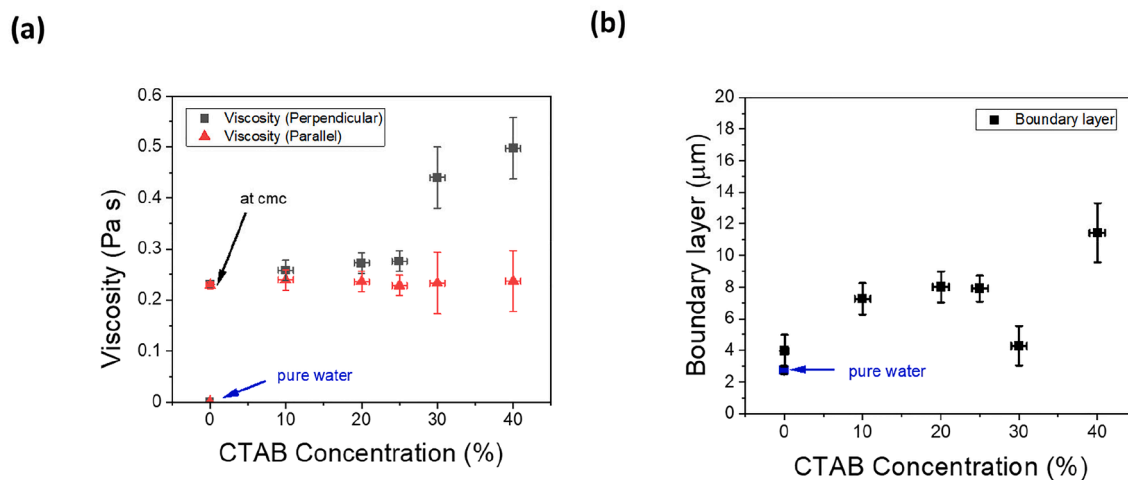 (a)
0.6
0.5
0.4
0.3
0.2
0.1
0
Viscosity (Pa s)
Viscosity (Perpendicular)
Viscosity (Parallel)
at cmc
pure water
0 10 20 30 40
CTAB Concentration (%)
(b)
20
18
16
14
12
10
8
6
4
2
0
Boundary layer (μm)
Boundary layer
pure water
0 10 20 30 40
CTAB Concentration (%)